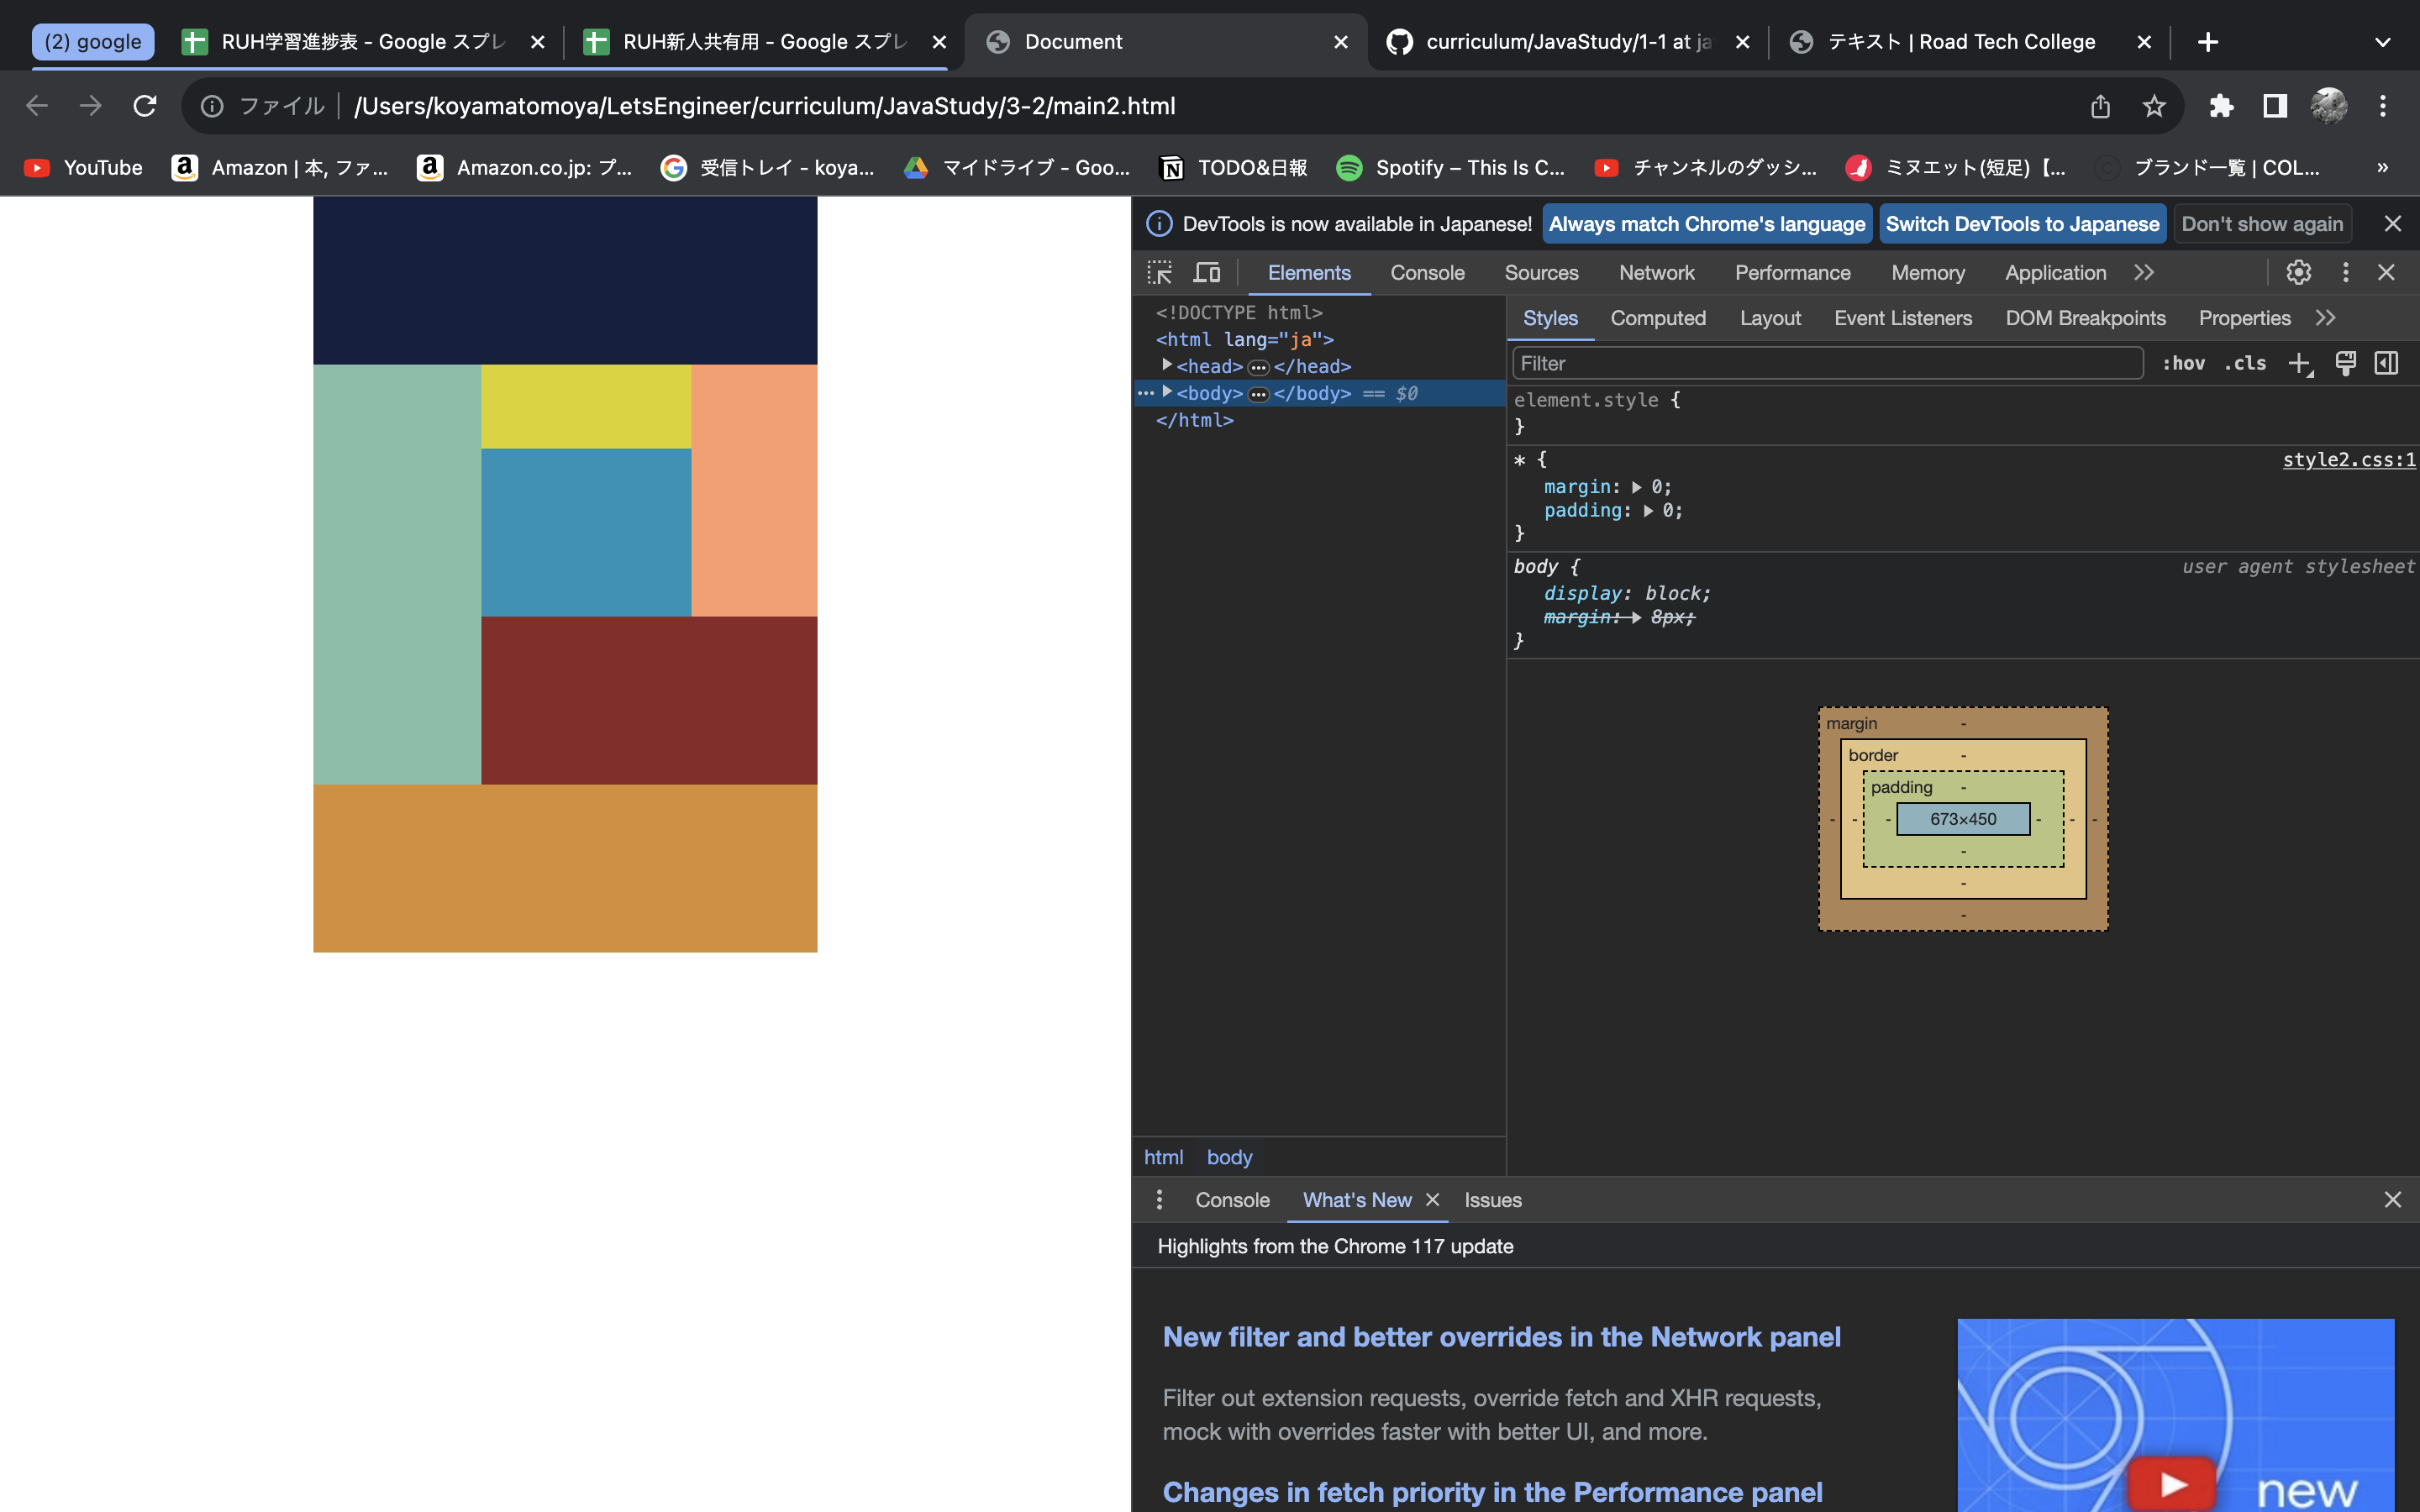 (2) google
RUH学習進捗表 - Google スプレ
RUH新人共有用 - Google スプレ
Document
curriculum/JavaStudy/1-1 at ja
テキスト | Road Tech College
ファイル
/Users/koyamatomoya/LetsEngineer/curriculum/JavaStudy/3-2/main2.html
YouTube
Amazon | 本, ファ...
Amazon.co.jp: プ...
受信トレイ - koya...
マイドライブ - Goo...
TODO&日報
Spotify – This Is C...
チャンネルのダッシ...
ミヌエット(短足)【...
ブランド一覧 | COL...
»
DevTools is now available in Japanese!
Always match Chrome's language
Switch DevTools to Japanese
Don't show again
Elements
Console
Sources
Network
Performance
Memory
Application
<!DOCTYPE html>
<html lang="ja">
<head> … </head>
<body> … </body> == $0
</html>
Styles
Computed
Layout
Event Listeners
DOM Breakpoints
Properties
Filter
:hov
.cls
element.style {
}
* {
style2.css:1
margin: 0;
padding: 0;
}
body {
user agent stylesheet
display: block;
margin: 8px;
}
margin -
border -
padding -
- - - 673×450 - - -
-
-
-
html
body
Console
What's New
Issues
Highlights from the Chrome 117 update
New filter and better overrides in the Network panel
Filter out extension requests, override fetch and XHR requests,
mock with overrides faster with better UI, and more.
Changes in fetch priority in the Performance panel
new